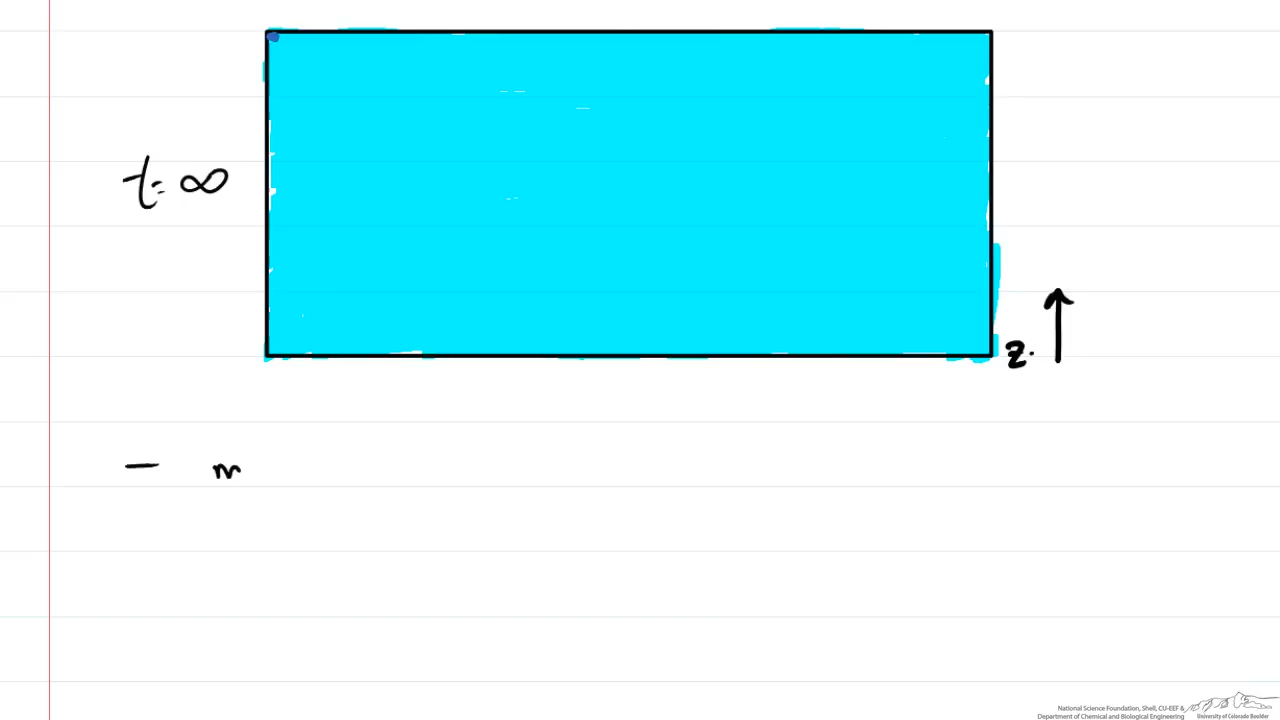 t = ∞
z.
— m
National Science Foundation, Shell, CU-EEF &
Department of Chemical and Biological Engineering
University of Colorado Boulder